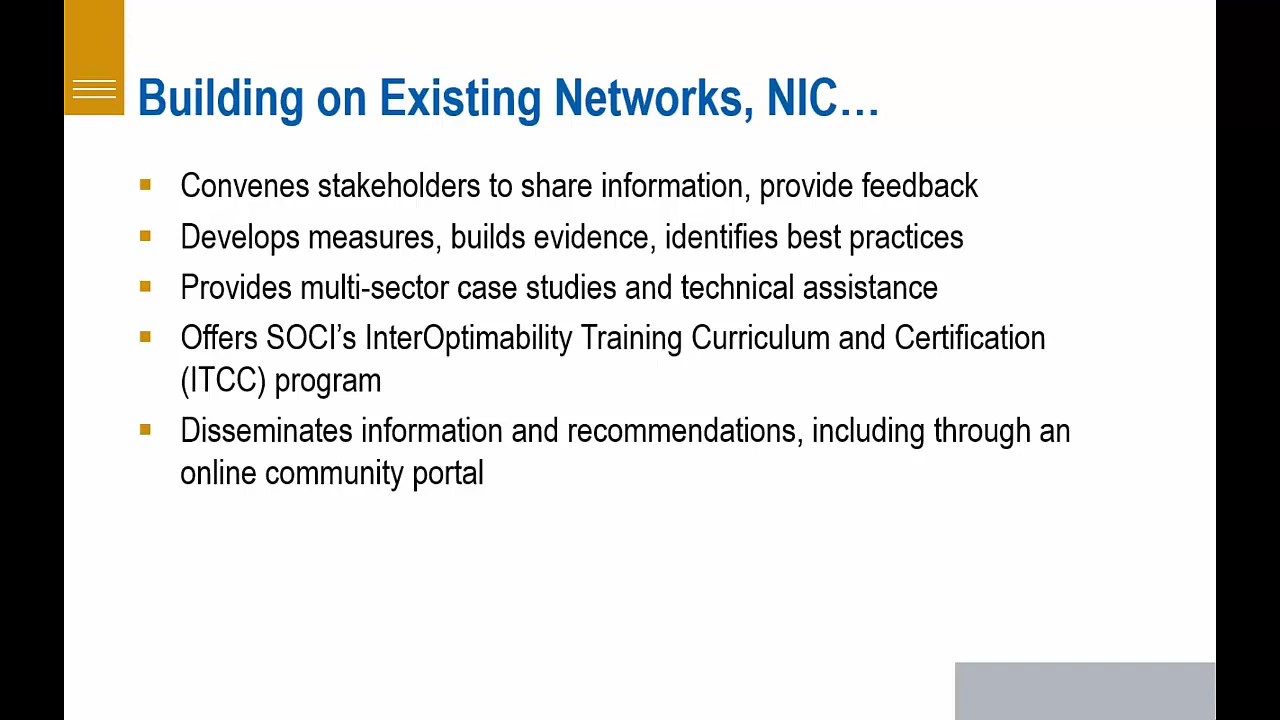 Building on Existing Networks, NIC…
Convenes stakeholders to share information, provide feedback
Develops measures, builds evidence, identifies best practices
Provides multi-sector case studies and technical assistance
Offers SOCI’s InterOptimability Training Curriculum and Certification
(ITCC) program
Disseminates information and recommendations, including through an
online community portal